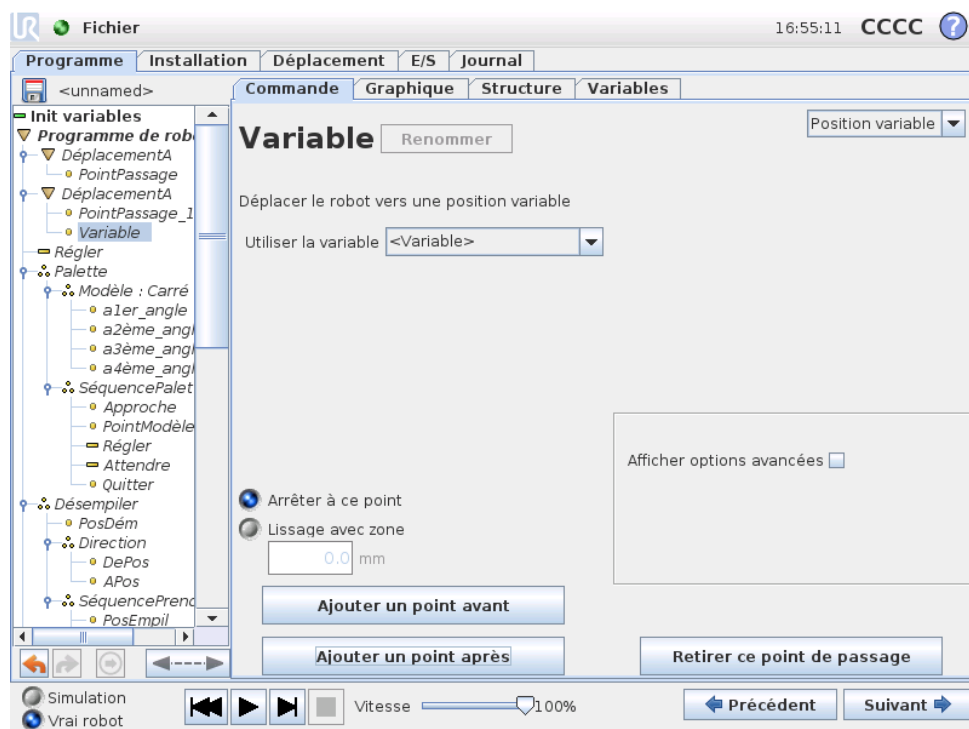 UR Fichier 16:55:11 CCCC ?
Programme Installation Déplacement E/S Journal
<unnamed>
Commande Graphique Structure Variables
Init variables
Programme de rob
DéplacementA
PointPassage
DéplacementA
PointPassage_1
Variable
Régler
Palette
Modèle : Carré
a1er_angle
a2ème_angl
a3ème_angl
a4ème_angl
SéquencePalet
Approche
PointModèle
Régler
Attendre
Quitter
Désempiler
PosDém
Direction
DePos
APos
SéquencePrend
PosEmpil
Variable Renommer
Position variable
Déplacer le robot vers une position variable
Utiliser la variable <Variable>
Afficher options avancées
Arrêter à ce point
Lissage avec zone
0.0 mm
Ajouter un point avant
Ajouter un point après
Retirer ce point de passage
Simulation
Vrai robot
Vitesse 100%
Précédent Suivant